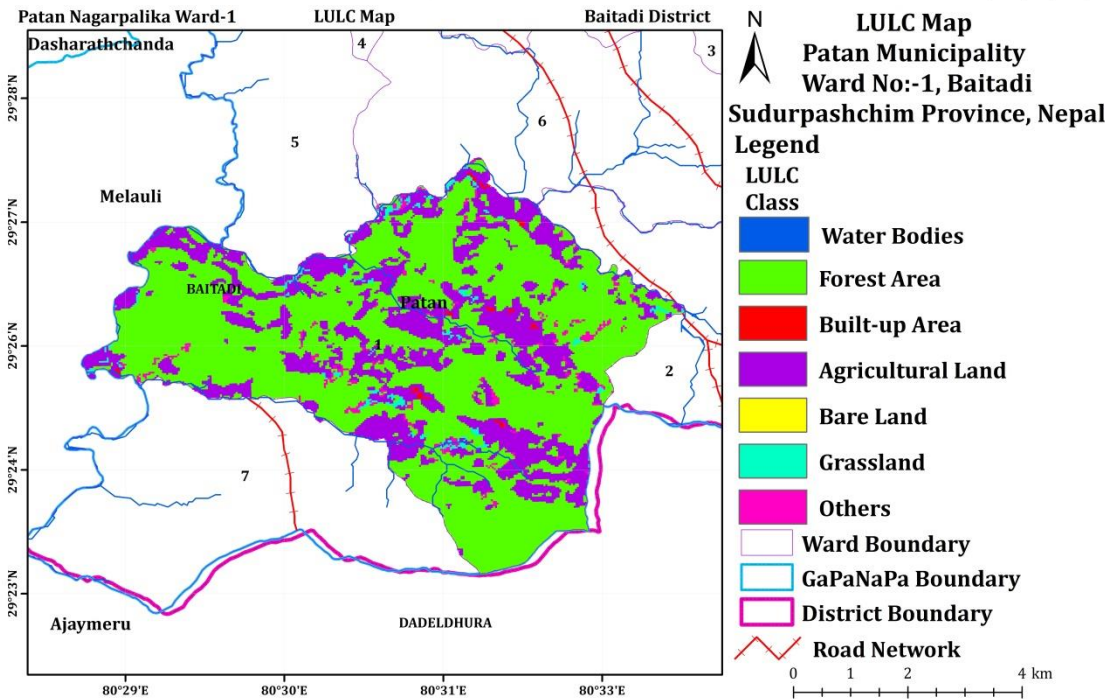 Patan Nagarpalika Ward-1 LULC Map Baitadi District
Dasharathchanda
4
3
5
6
Melauli
BAITADI
Patan
1
2
7
Ajaymeru
DADELDHURA
29°28'N
29°27'N
29°26'N
29°24'N
29°23'N
80°29'E 80°30'E 80°31'E 80°33'E
N
LULC Map
Patan Municipality
Ward No:-1, Baitadi
Sudurpashchim Province, Nepal
Legend
LULC
Class
Water Bodies
Forest Area
Built-up Area
Agricultural Land
Bare Land
Grassland
Others
Ward Boundary
GaPaNaPa Boundary
District Boundary
Road Network
0 1 2 4 km